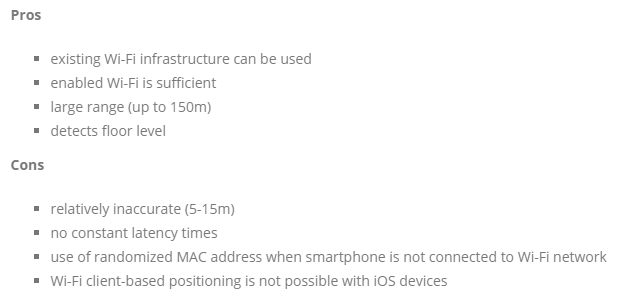 Pros
existing Wi-Fi infrastructure can be used
enabled Wi-Fi is sufficient
large range (up to 150m)
detects floor level
Cons
relatively inaccurate (5-15m)
no constant latency times
use of randomized MAC address when smartphone is not connected to Wi-Fi network
Wi-Fi client-based positioning is not possible with iOS devices